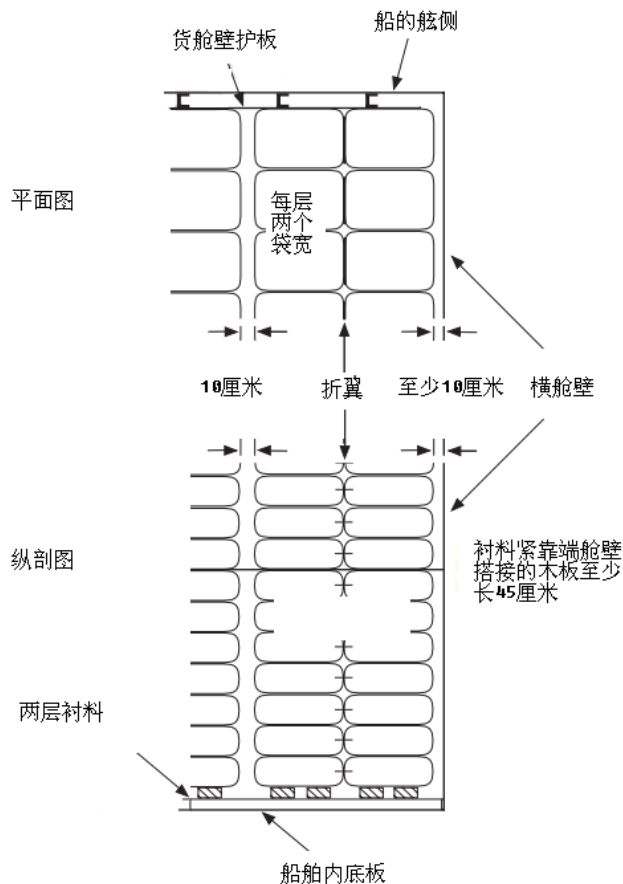 船的舷侧
货舱壁护板
平面图
每层
两个
袋宽
10厘米
折翼
至少10厘米
横舱壁
纵剖图
衬料紧靠端舱壁
搭接的木板至少
长45厘米
两层衬料
船舶内底板